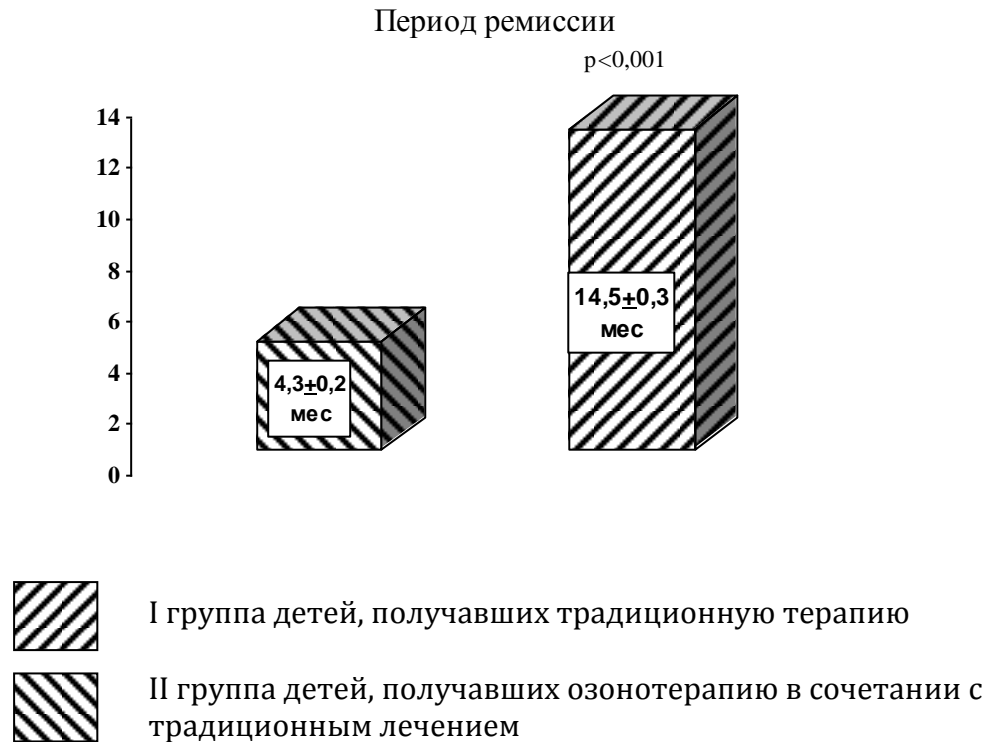 Период ремиссии
p<0,001
14
12
10
8
6
4
2
0
14,5±0,3
мес
4,3±0,2
мес
I группа детей, получавших традиционную терапию
II группа детей, получавших озонотерапию в сочетании с
традиционным лечением